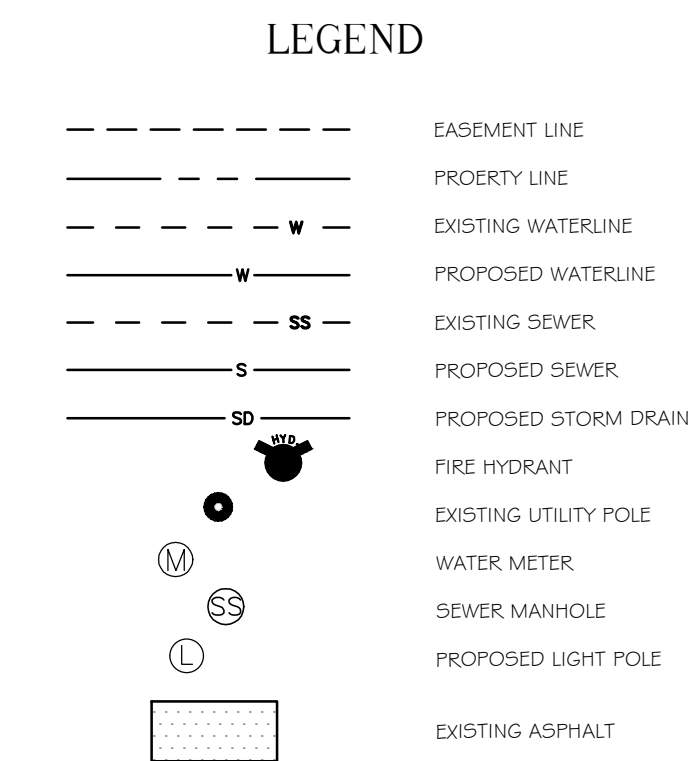 LEGEND
EASEMENT LINE
PROERTY LINE
W EXISTING WATERLINE
W PROPOSED WATERLINE
SS EXISTING SEWER
S PROPOSED SEWER
SD PROPOSED STORM DRAIN
HYD. FIRE HYDRANT
EXISTING UTILITY POLE
M WATER METER
SS SEWER MANHOLE
L PROPOSED LIGHT POLE
EXISTING ASPHALT